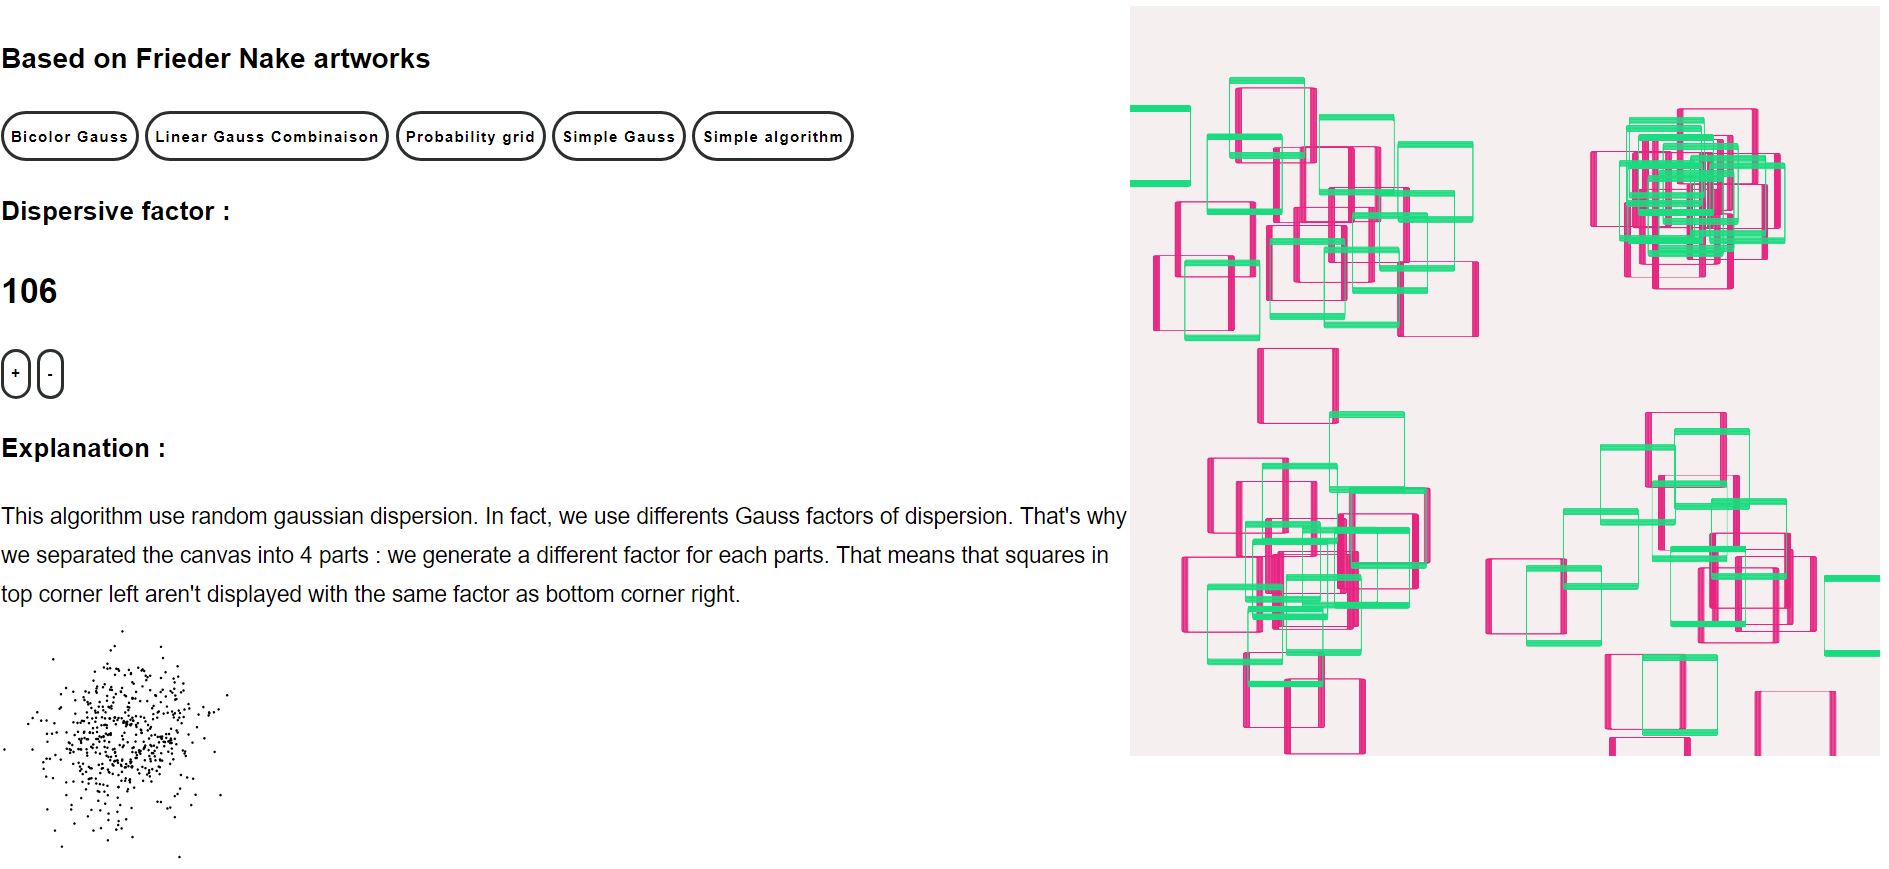 Based on Frieder Nake artworks
Bicolor Gauss Linear Gauss Combinaison Probability grid Simple Gauss Simple algorithm
Dispersive factor :
106
+ -
Explanation :
This algorithm use random gaussian dispersion. In fact, we use differents Gauss factors of dispersion. That's why
we separated the canvas into 4 parts : we generate a different factor for each parts. That means that squares in
top corner left aren't displayed with the same factor as bottom corner right.